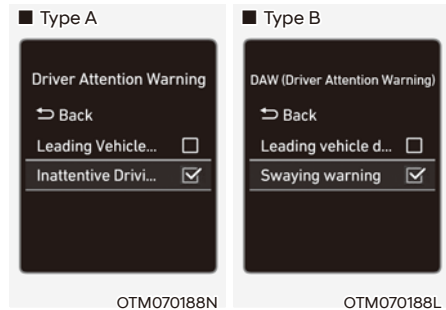 ■ Type A
Driver Attention Warning
Back
Leading Vehicle...
Inattentive Drivi...
OTM070188N
■ Type B
DAW (Driver Attention Warning)
Back
Leading vehicle d...
Swaying warning
OTM070188L